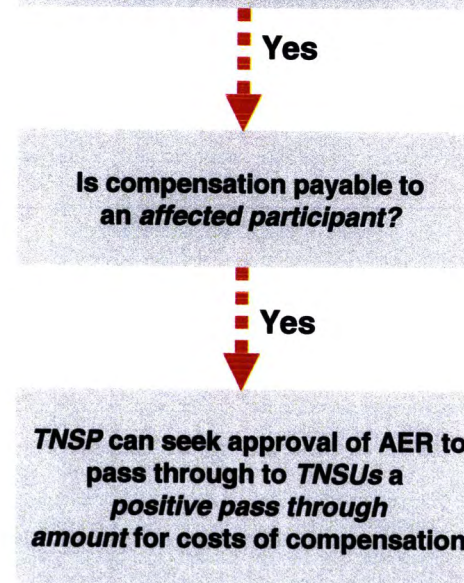 Yes
Is compensation payable to
an affected participant?
Yes
TNSP can seek approval of AER to
pass through to TNSUs a
positive pass through
amount for costs of compensation